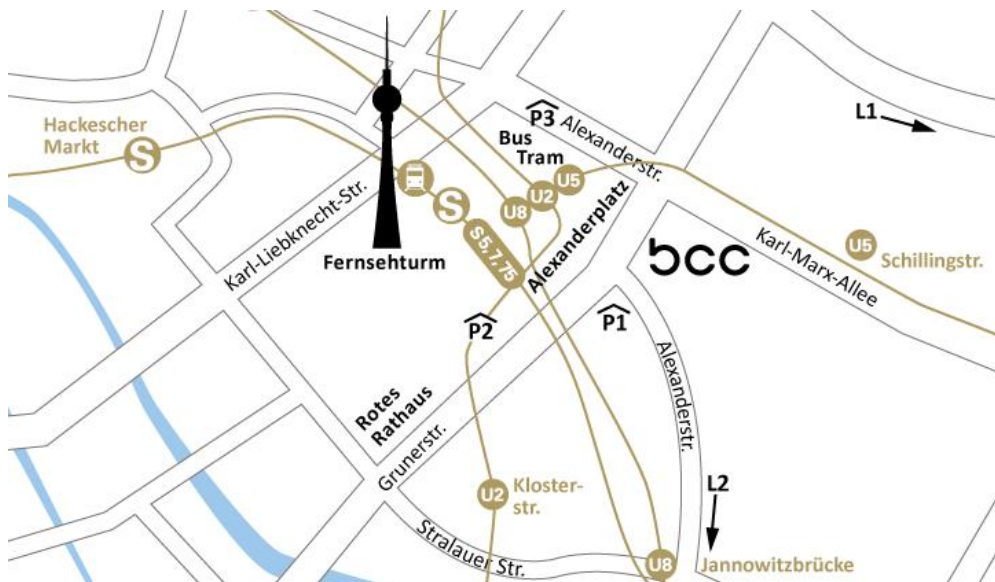 Hackescher
Markt
S
P3
Alexanderstr.
L1
Bus
Tram
U5
U2
U8
S
S 5, 7, 75
Karl-Liebknecht-Str.
Fernsehturm
Alexanderplatz
bcc
Karl-Marx-Allee
U5
Schillingstr.
P2
P1
Alexanderstr.
Rotes
Rathaus
Grunerstr.
U2
Kloster-
str.
L2
Stralauer Str.
U8
Jannowitzbrücke